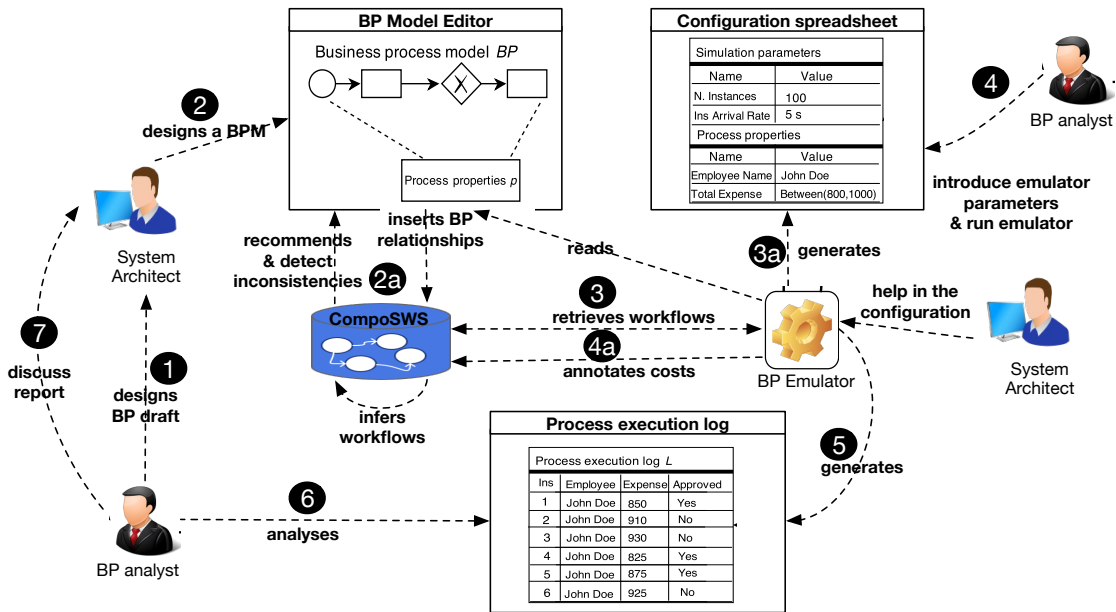 BP Model Editor
Business process model BP
X
Process properties p
Configuration spreadsheet
Simulation parameters
Name Value
N. Instances 100
Ins Arrival Rate 5 s
Process properties
Name Value
Employee Name John Doe
Total Expense Between(800,1000)
4
BP analyst
introduce emulator
parameters
& run emulator
2
designs a BPM
System
Architect
recommends
& detect
inconsistencies
inserts BP
relationships
2a
reads
3a
generates
CompoSWS
3
retrieves workflows
4a
annotates costs
BP Emulator
help in the
configuration
System
Architect
infers
workflows
7
discuss
report
1
designs
BP draft
5
generates
Process execution log
Process execution log L
Ins Employee Expense Approved
1 John Doe 850 Yes
2 John Doe 910 No
3 John Doe 930 No
4 John Doe 825 Yes
5 John Doe 875 Yes
6 John Doe 925 No
6
analyses
BP analyst